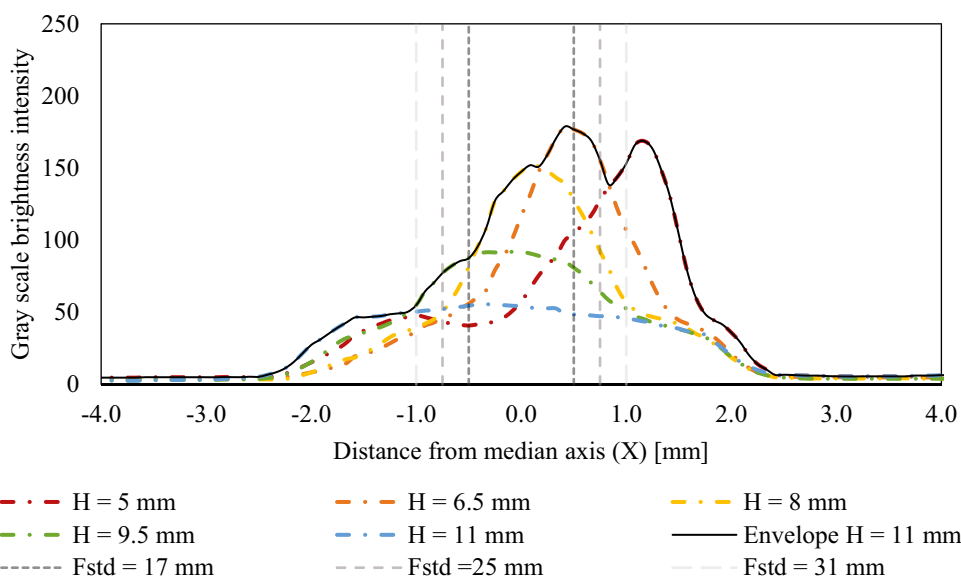 Gray scale brightness intensity
250
200
150
100
50
0
-4.0 -3.0 -2.0 -1.0 0.0 1.0 2.0 3.0 4.0
Distance from median axis (X) [mm]
H = 5 mm H = 6.5 mm H = 8 mm
H = 9.5 mm H = 11 mm Envelope H = 11 mm
Fstd = 17 mm Fstd =25 mm Fstd = 31 mm